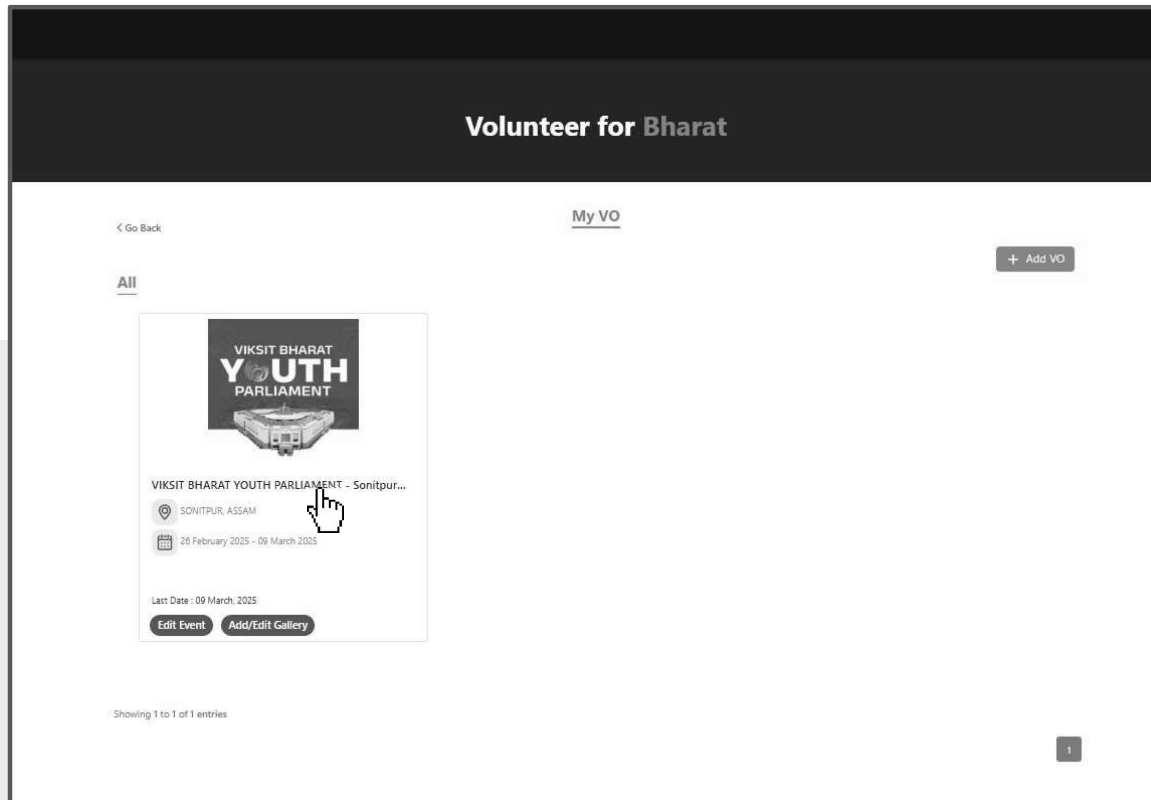 Volunteer for Bharat
< Go Back
My VO
+ Add VO
All
VIKSIT BHARAT
YOUTH
PARLIAMENT
VIKSIT BHARAT YOUTH PARLIAMENT - Sonitpur...
SONITPUR, ASSAM
26 February 2025 - 09 March 2025
Last Date : 09 March, 2025
Edit Event Add/Edit Gallery
Showing 1 to 1 of 1 entries
1